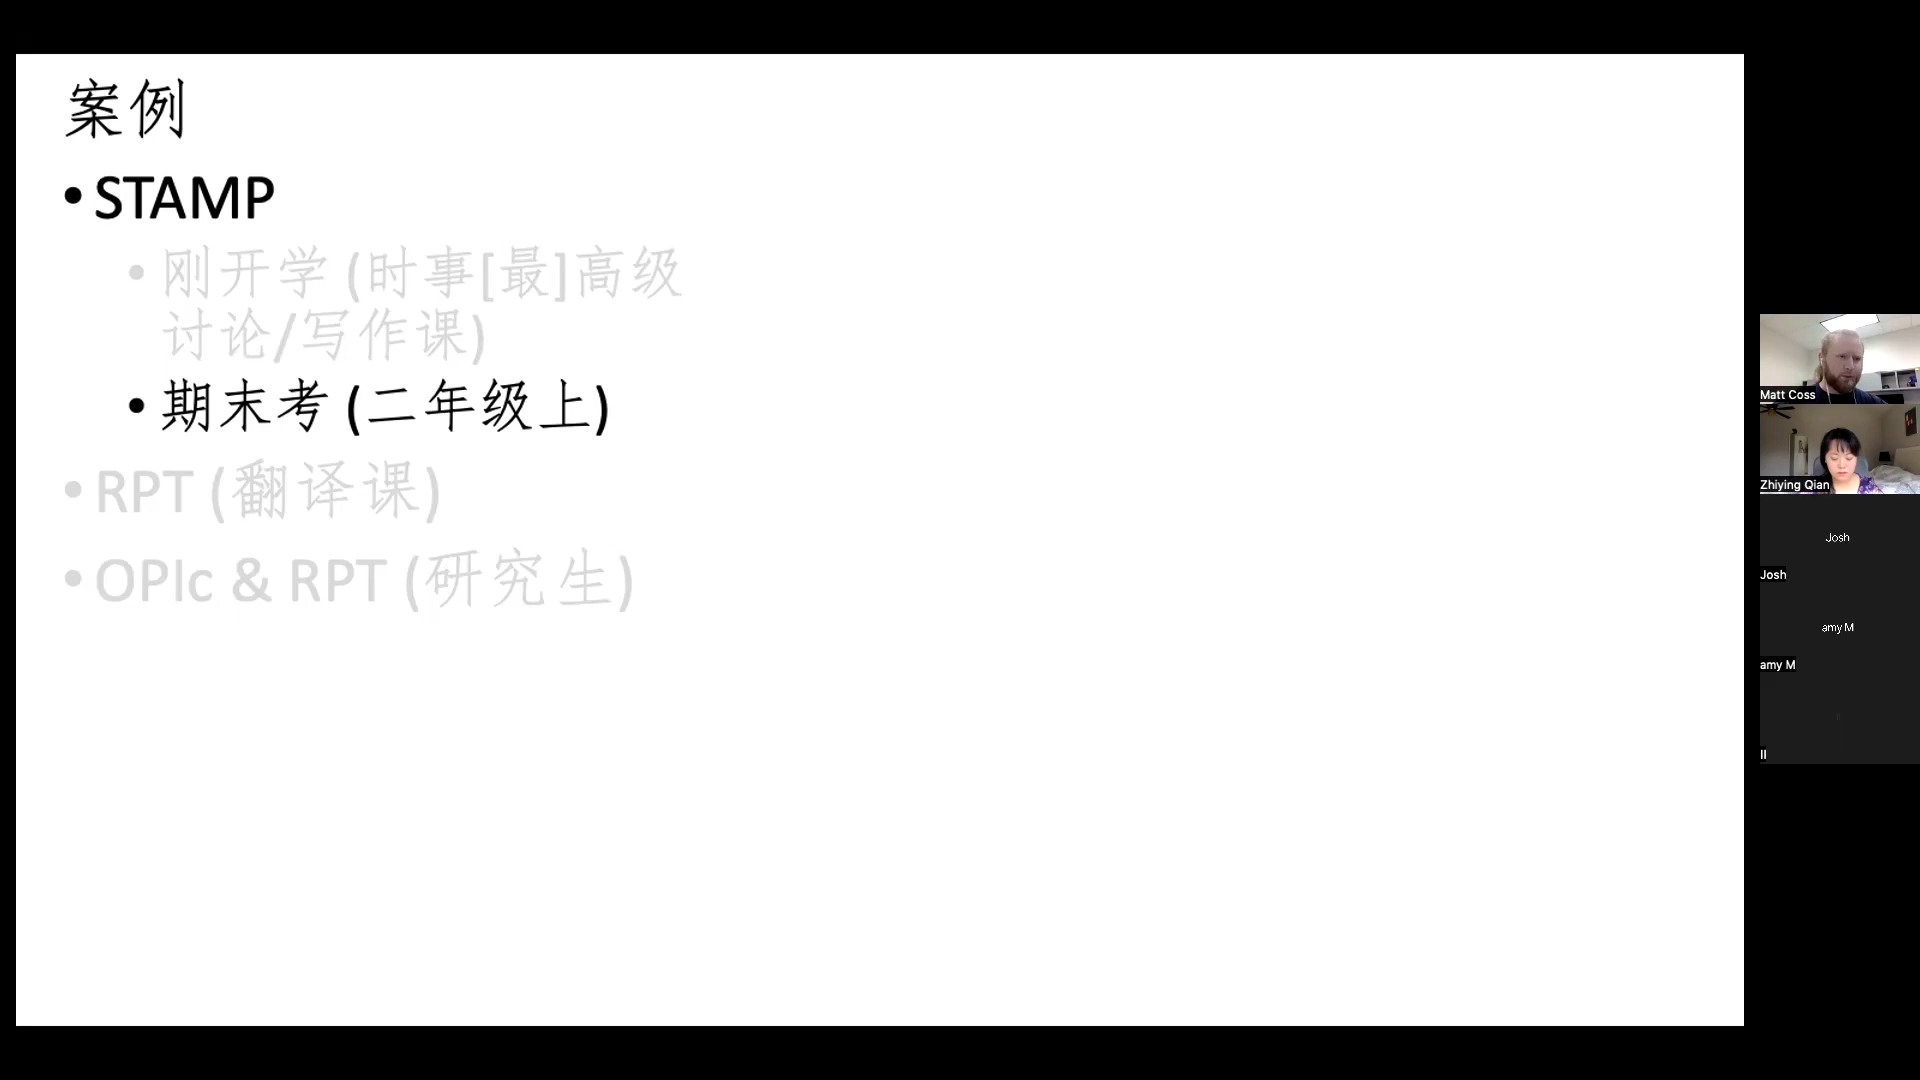 案例
• STAMP
• 刚开学 (时事[最]高级
讨论/写作课)
• 期末考 (二年级上)
• RPT (翻译课)
• OPIc & RPT (研究生)
Matt Coss
Zhiying Qian
Josh
Josh
amy M
amy M